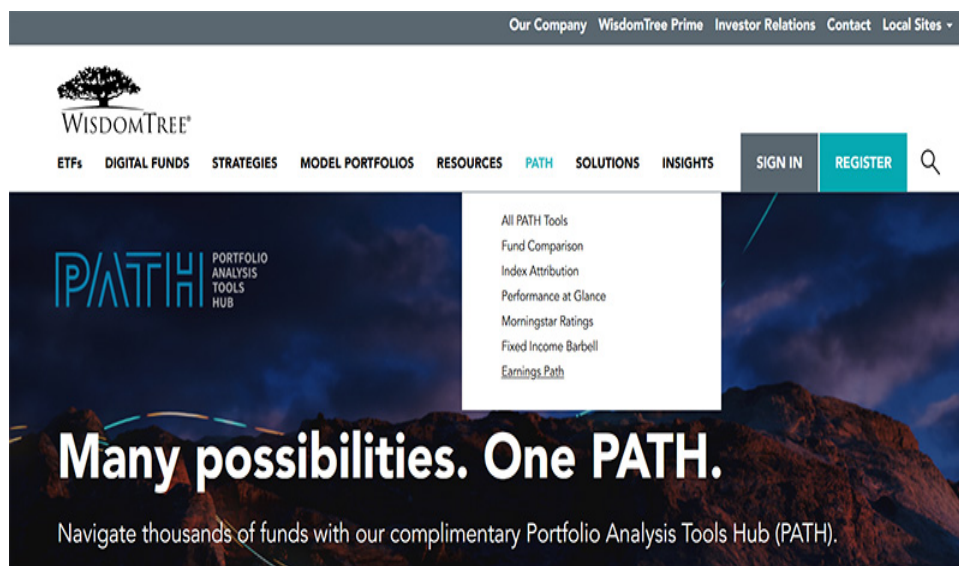 Our Company WisdomTree Prime Investor Relations Contact Local Sites
WISDOMTREE®
ETFs DIGITAL FUNDS STRATEGIES MODEL PORTFOLIOS RESOURCES PATH SOLUTIONS INSIGHTS SIGN IN REGISTER
All PATH Tools
Fund Comparison
Index Attribution
Performance at Glance
Morningstar Ratings
Fixed Income Barbell
Earnings Path
PATH
PORTFOLIO
ANALYSIS
TOOLS
HUB
Many possibilities. One PATH.
Navigate thousands of funds with our complimentary Portfolio Analysis Tools Hub (PATH).